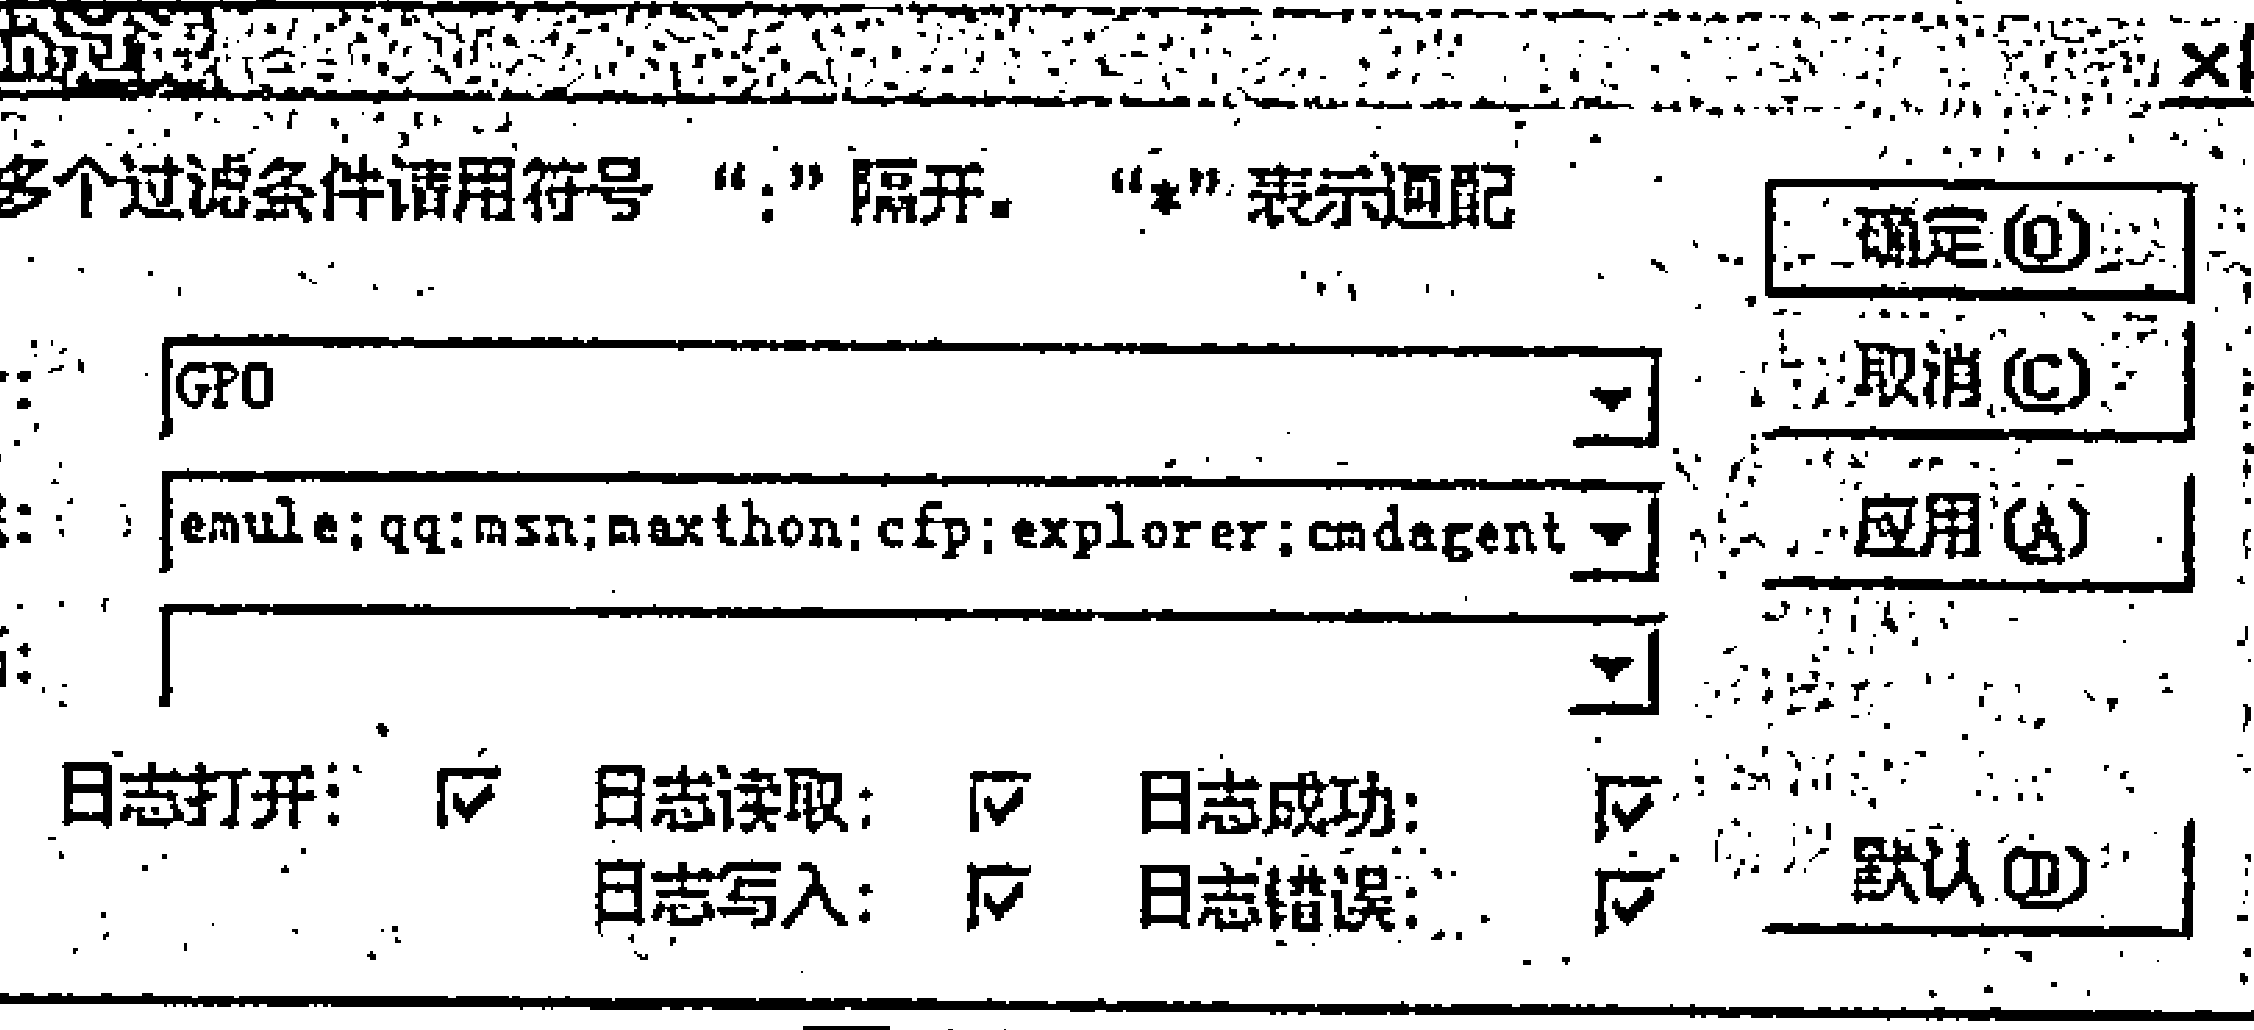 多个过滤条件请用符号 “;” 隔开。 “*” 表示通配
确定(O)
GPO
取消(C)
emule;qq;msn;maxthon;cfp;explorer;cmdagent
应用(A)
日志打开: 日志读取: 日志成功:
日志写入: 日志错误:
默认(D)